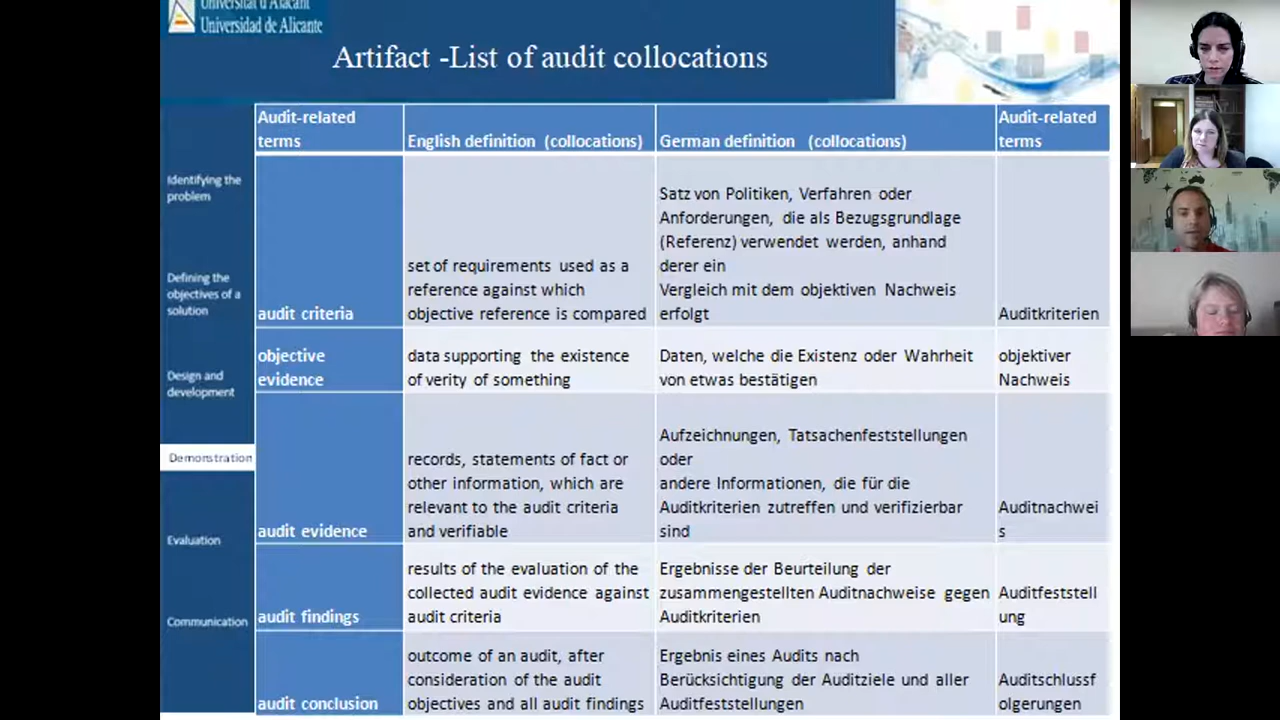 Universitat d'Alacant
Universidad de Alicante
Artifact -List of audit collocations
Identifying the
problem
Defining the
objectives of a
solution
Design and
development
Demonstration
Evaluation
Communication
Audit-related
terms
English definition (collocations)
German definition (collocations)
Audit-related
terms
audit criteria
set of requirements used as a
reference against which
objective reference is compared
Satz von Politiken, Verfahren oder
Anforderungen, die als Bezugsgrundlage
(Referenz) verwendet werden, anhand
derer ein
Vergleich mit dem objektiven Nachweis
erfolgt
Auditkriterien
objective
evidence
data supporting the existence
of verity of something
Daten, welche die Existenz oder Wahrheit
von etwas bestätigen
objektiver
Nachweis
audit evidence
records, statements of fact or
other information, which are
relevant to the audit criteria
and verifiable
Aufzeichnungen, Tatsachenfeststellungen
oder
andere Informationen, die für die
Auditkriterien zutreffen und verifizierbar
sind
Auditnachwei
s
audit findings
results of the evaluation of the
collected audit evidence against
audit criteria
Ergebnisse der Beurteilung der
zusammengestellten Auditnachweise gegen
Auditkriterien
Auditfeststell
ung
audit conclusion
outcome of an audit, after
consideration of the audit
objectives and all audit findings
Ergebnis eines Audits nach
Berücksichtigung der Auditziele und aller
Auditfeststellungen
Auditschlussf
olgerungen